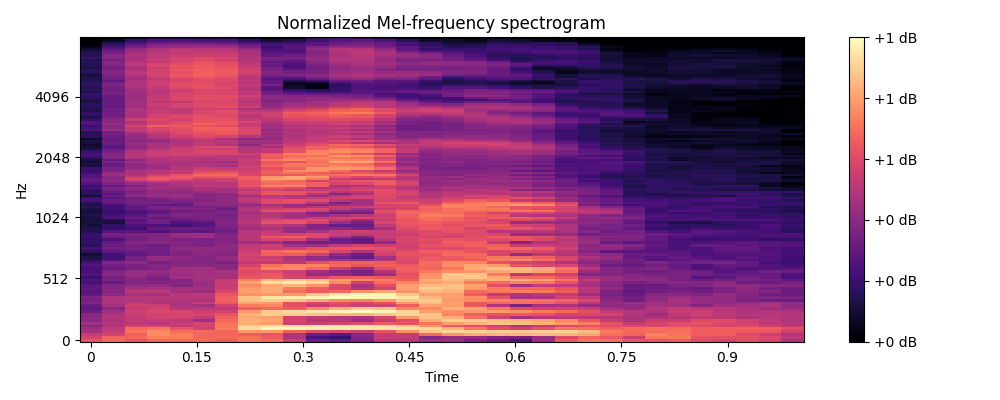 Normalized Mel-frequency spectrogram
Hz
4096
2048
1024
512
0
0 0.15 0.3 0.45 0.6 0.75 0.9
Time
+1 dB
+1 dB
+1 dB
+0 dB
+0 dB
+0 dB